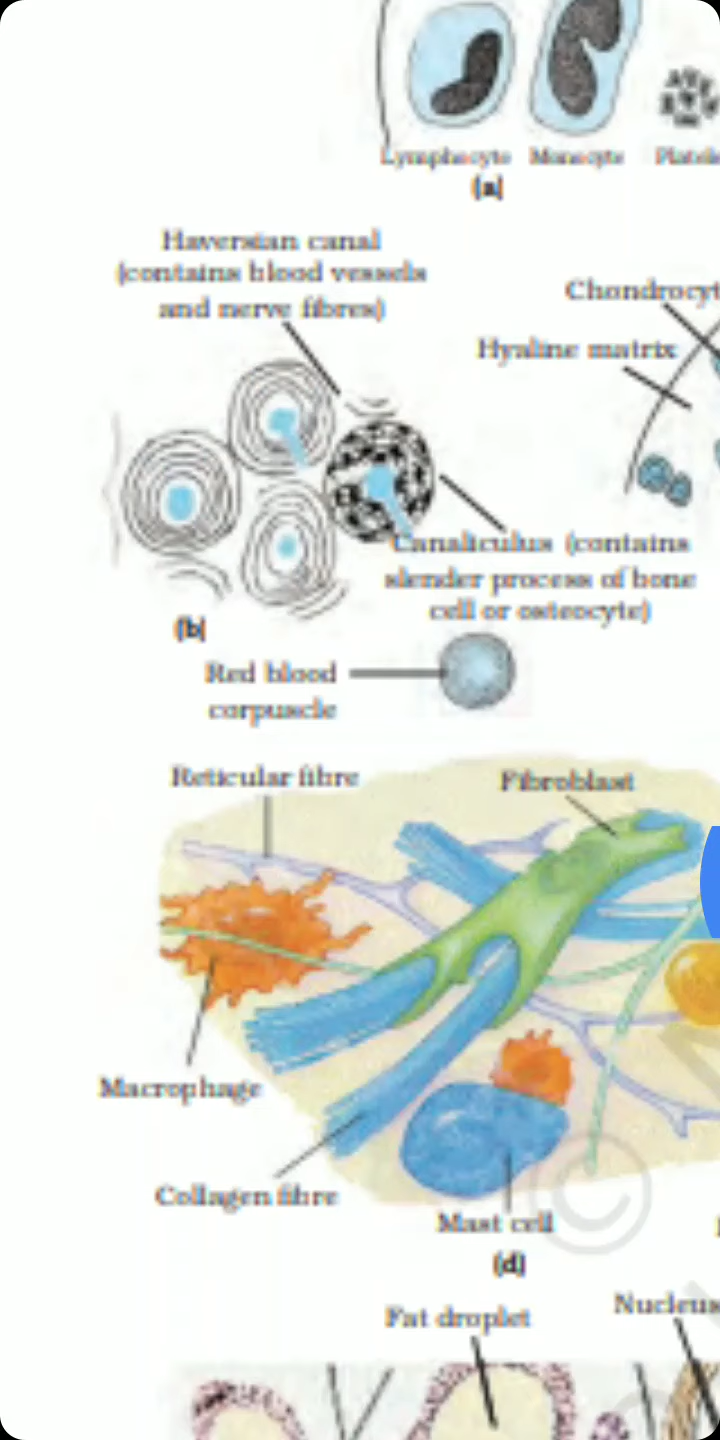 Lymphocyte Monocyte
(a)
Haversian canal
(contains blood vessels
and nerve fibres)
Chondrocyt
Hyaline matrix
Canaliculus (contains
slender process of bone
cell or osteocyte)
(b)
Red blood
corpuscle
Reticular fibre
Fibroblast
Macrophage
Collagen fibre
Mast cell
(d)
Fat droplet
Nucleus